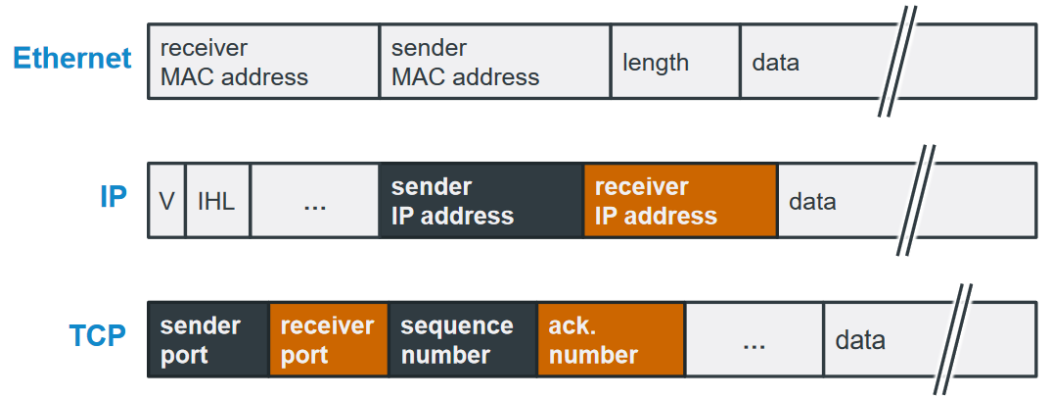 Ethernet
receiver
MAC address
sender
MAC address
length
data
IP
V
IHL
...
sender
IP address
receiver
IP address
data
TCP
sender
port
receiver
port
sequence
number
ack.
number
...
data